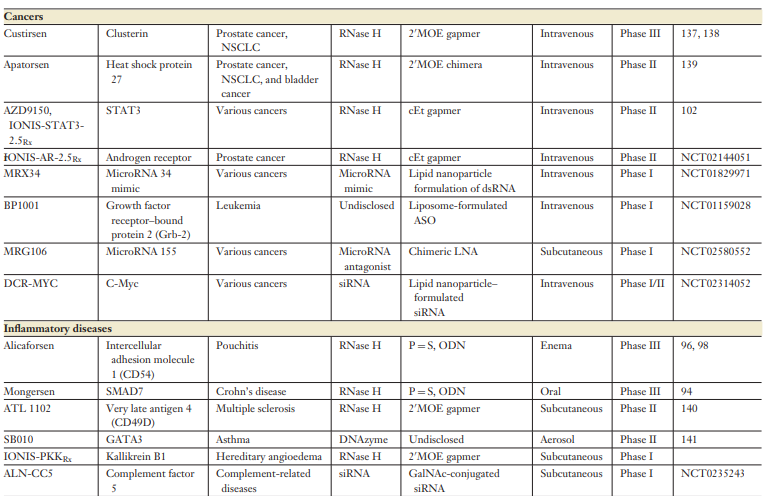 Cancers
Custirsen Clusterin Prostate cancer, NSCLC RNase H 2′MOE gapmer Intravenous Phase III 137, 138
Apatorsen Heat shock protein 27 Prostate cancer, NSCLC, and bladder cancer RNase H 2′MOE chimera Intravenous Phase II 139
AZD9150, IONIS-STAT3-2.5Rx STAT3 Various cancers RNase H cEt gapmer Intravenous Phase II 102
IONIS-AR-2.5Rx Androgen receptor Prostate cancer RNase H cEt gapmer Intravenous Phase II NCT02144051
MRX34 MicroRNA 34 mimic Various cancers MicroRNA mimic Lipid nanoparticle formulation of dsRNA Intravenous Phase I NCT01829971
BP1001 Growth factor receptor–bound protein 2 (Grb-2) Leukemia Undisclosed Liposome-formulated ASO Intravenous Phase I NCT01159028
MRG106 MicroRNA 155 Various cancers MicroRNA antagonist Chimeric LNA Subcutaneous Phase I NCT02580552
DCR-MYC C-Myc Various cancers siRNA Lipid nanoparticle–formulated siRNA Intravenous Phase I/II NCT02314052
Inflammatory diseases
Alicaforsen Intercellular adhesion molecule 1 (CD54) Pouchitis RNase H P = S, ODN Enema Phase III 96, 98
Mongersen SMAD7 Crohn's disease RNase H P = S, ODN Oral Phase III 94
ATL 1102 Very late antigen 4 (CD49D) Multiple sclerosis RNase H 2′MOE gapmer Subcutaneous Phase II 140
SB010 GATA3 Asthma DNAzyme Undisclosed Aerosol Phase II 141
IONIS-PKKRx Kallikrein B1 Hereditary angioedema RNase H 2′MOE gapmer Subcutaneous Phase I
ALN-CC5 Complement factor 5 Complement-related diseases siRNA GalNAc-conjugated siRNA Subcutaneous Phase I NCT0235243